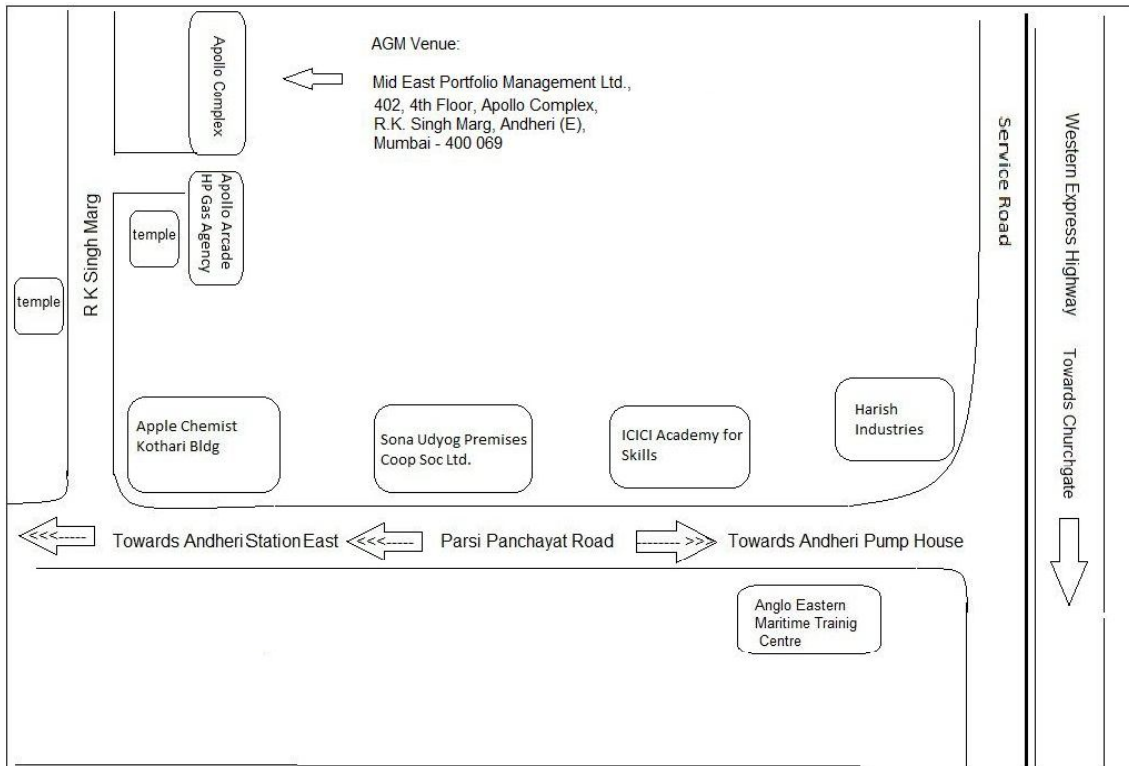 Apollo Complex
AGM Venue:
Mid East Portfolio Management Ltd.,
402, 4th Floor, Apollo Complex,
R.K. Singh Marg, Andheri (E),
Mumbai - 400 069
Service Road
Western Express Highway
Towards Churchgate
R K Singh Marg
Apollo Arcade
HP Gas Agency
temple
temple
Apple Chemist
Kothari Bldg
Sona Udyog Premises
Coop Soc Ltd.
ICICI Academy for
Skills
Harish
Industries
<<<----- Towards Andheri Station East <<<----- Parsi Panchayat Road -------- >>> Towards Andheri Pump House
Anglo Eastern
Maritime Trainig
Centre